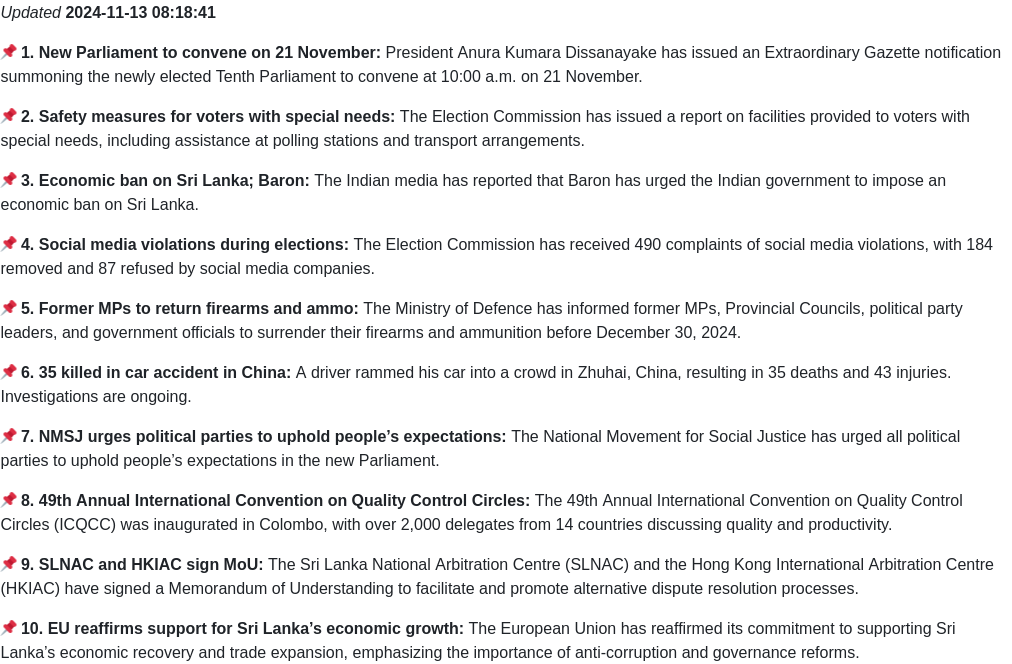 Updated 2024-11-13 08:18:41
📌 1. New Parliament to convene on 21 November: President Anura Kumara Dissanayake has issued an Extraordinary Gazette notification
summoning the newly elected Tenth Parliament to convene at 10:00 a.m. on 21 November.
📌 2. Safety measures for voters with special needs: The Election Commission has issued a report on facilities provided to voters with
special needs, including assistance at polling stations and transport arrangements.
📌 3. Economic ban on Sri Lanka; Baron: The Indian media has reported that Baron has urged the Indian government to impose an
economic ban on Sri Lanka.
📌 4. Social media violations during elections: The Election Commission has received 490 complaints of social media violations, with 184
removed and 87 refused by social media companies.
📌 5. Former MPs to return firearms and ammo: The Ministry of Defence has informed former MPs, Provincial Councils, political party
leaders, and government officials to surrender their firearms and ammunition before December 30, 2024.
📌 6. 35 killed in car accident in China: A driver rammed his car into a crowd in Zhuhai, China, resulting in 35 deaths and 43 injuries.
Investigations are ongoing.
📌 7. NMSJ urges political parties to uphold people’s expectations: The National Movement for Social Justice has urged all political
parties to uphold people’s expectations in the new Parliament.
📌 8. 49th Annual International Convention on Quality Control Circles: The 49th Annual International Convention on Quality Control
Circles (ICQCC) was inaugurated in Colombo, with over 2,000 delegates from 14 countries discussing quality and productivity.
📌 9. SLNAC and HKIAC sign MoU: The Sri Lanka National Arbitration Centre (SLNAC) and the Hong Kong International Arbitration Centre
(HKIAC) have signed a Memorandum of Understanding to facilitate and promote alternative dispute resolution processes.
📌 10. EU reaffirms support for Sri Lanka’s economic growth: The European Union has reaffirmed its commitment to supporting Sri
Lanka’s economic recovery and trade expansion, emphasizing the importance of anti-corruption and governance reforms.